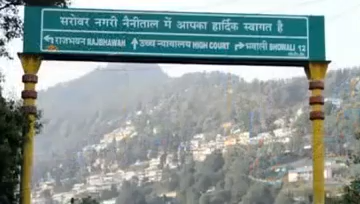 सरोवर नगरी नैनीताल में आपका हार्दिक स्वागत है
←राजभवन RAJBHAWAN ↑उच्च न्यायालय HIGH COURT →भवाली BHOWALI 12